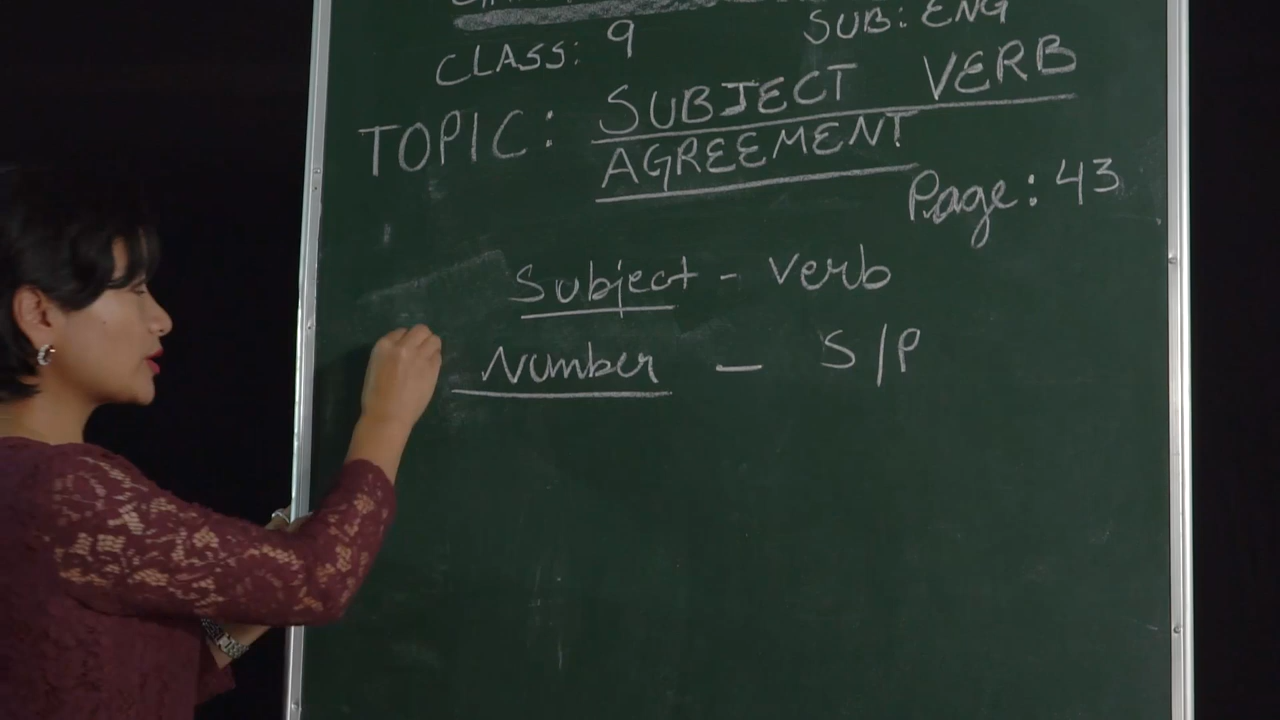 CLASS: 9 SUB: ENG
TOPIC: SUBJECT VERB
AGREEMENT
Page: 43
Subject - Verb
Number - S/P